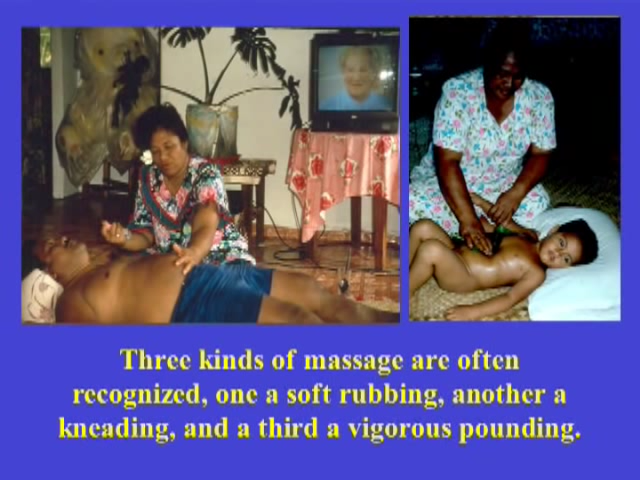 Three kinds of massage are often
recognized, one a soft rubbing, another a
kneading, and a third a vigorous pounding.